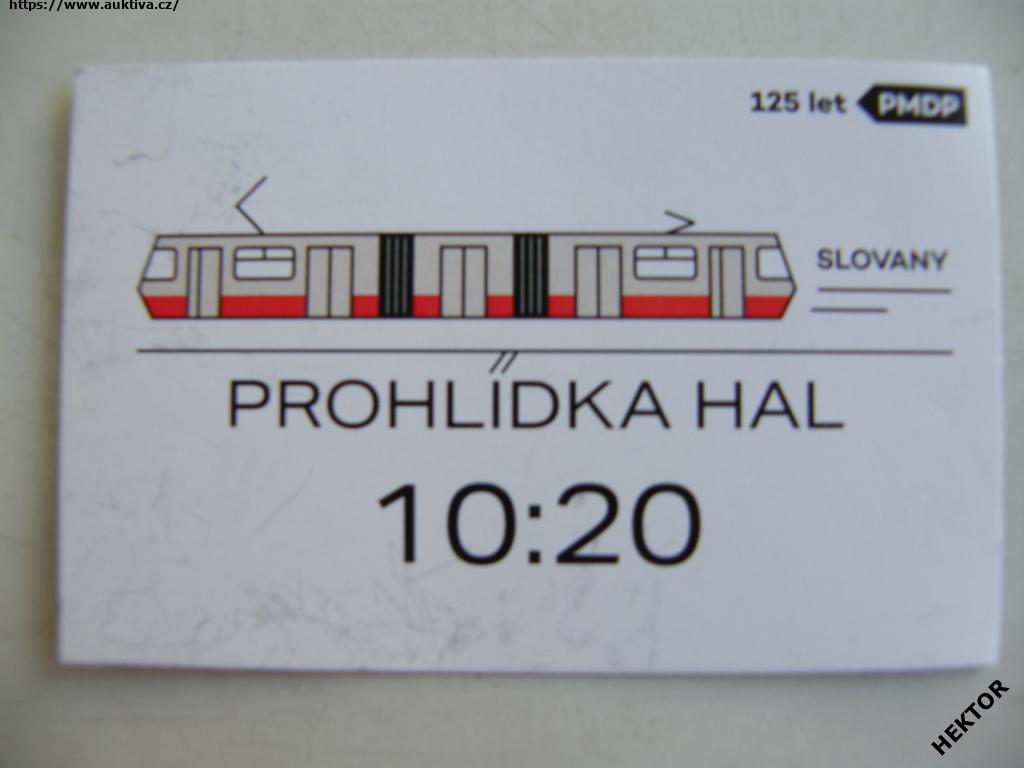 https://www.auktiva.cz/
125 let PMDP
SLOVANY
PROHLÍDKA HAL
10:20
HEKTOR